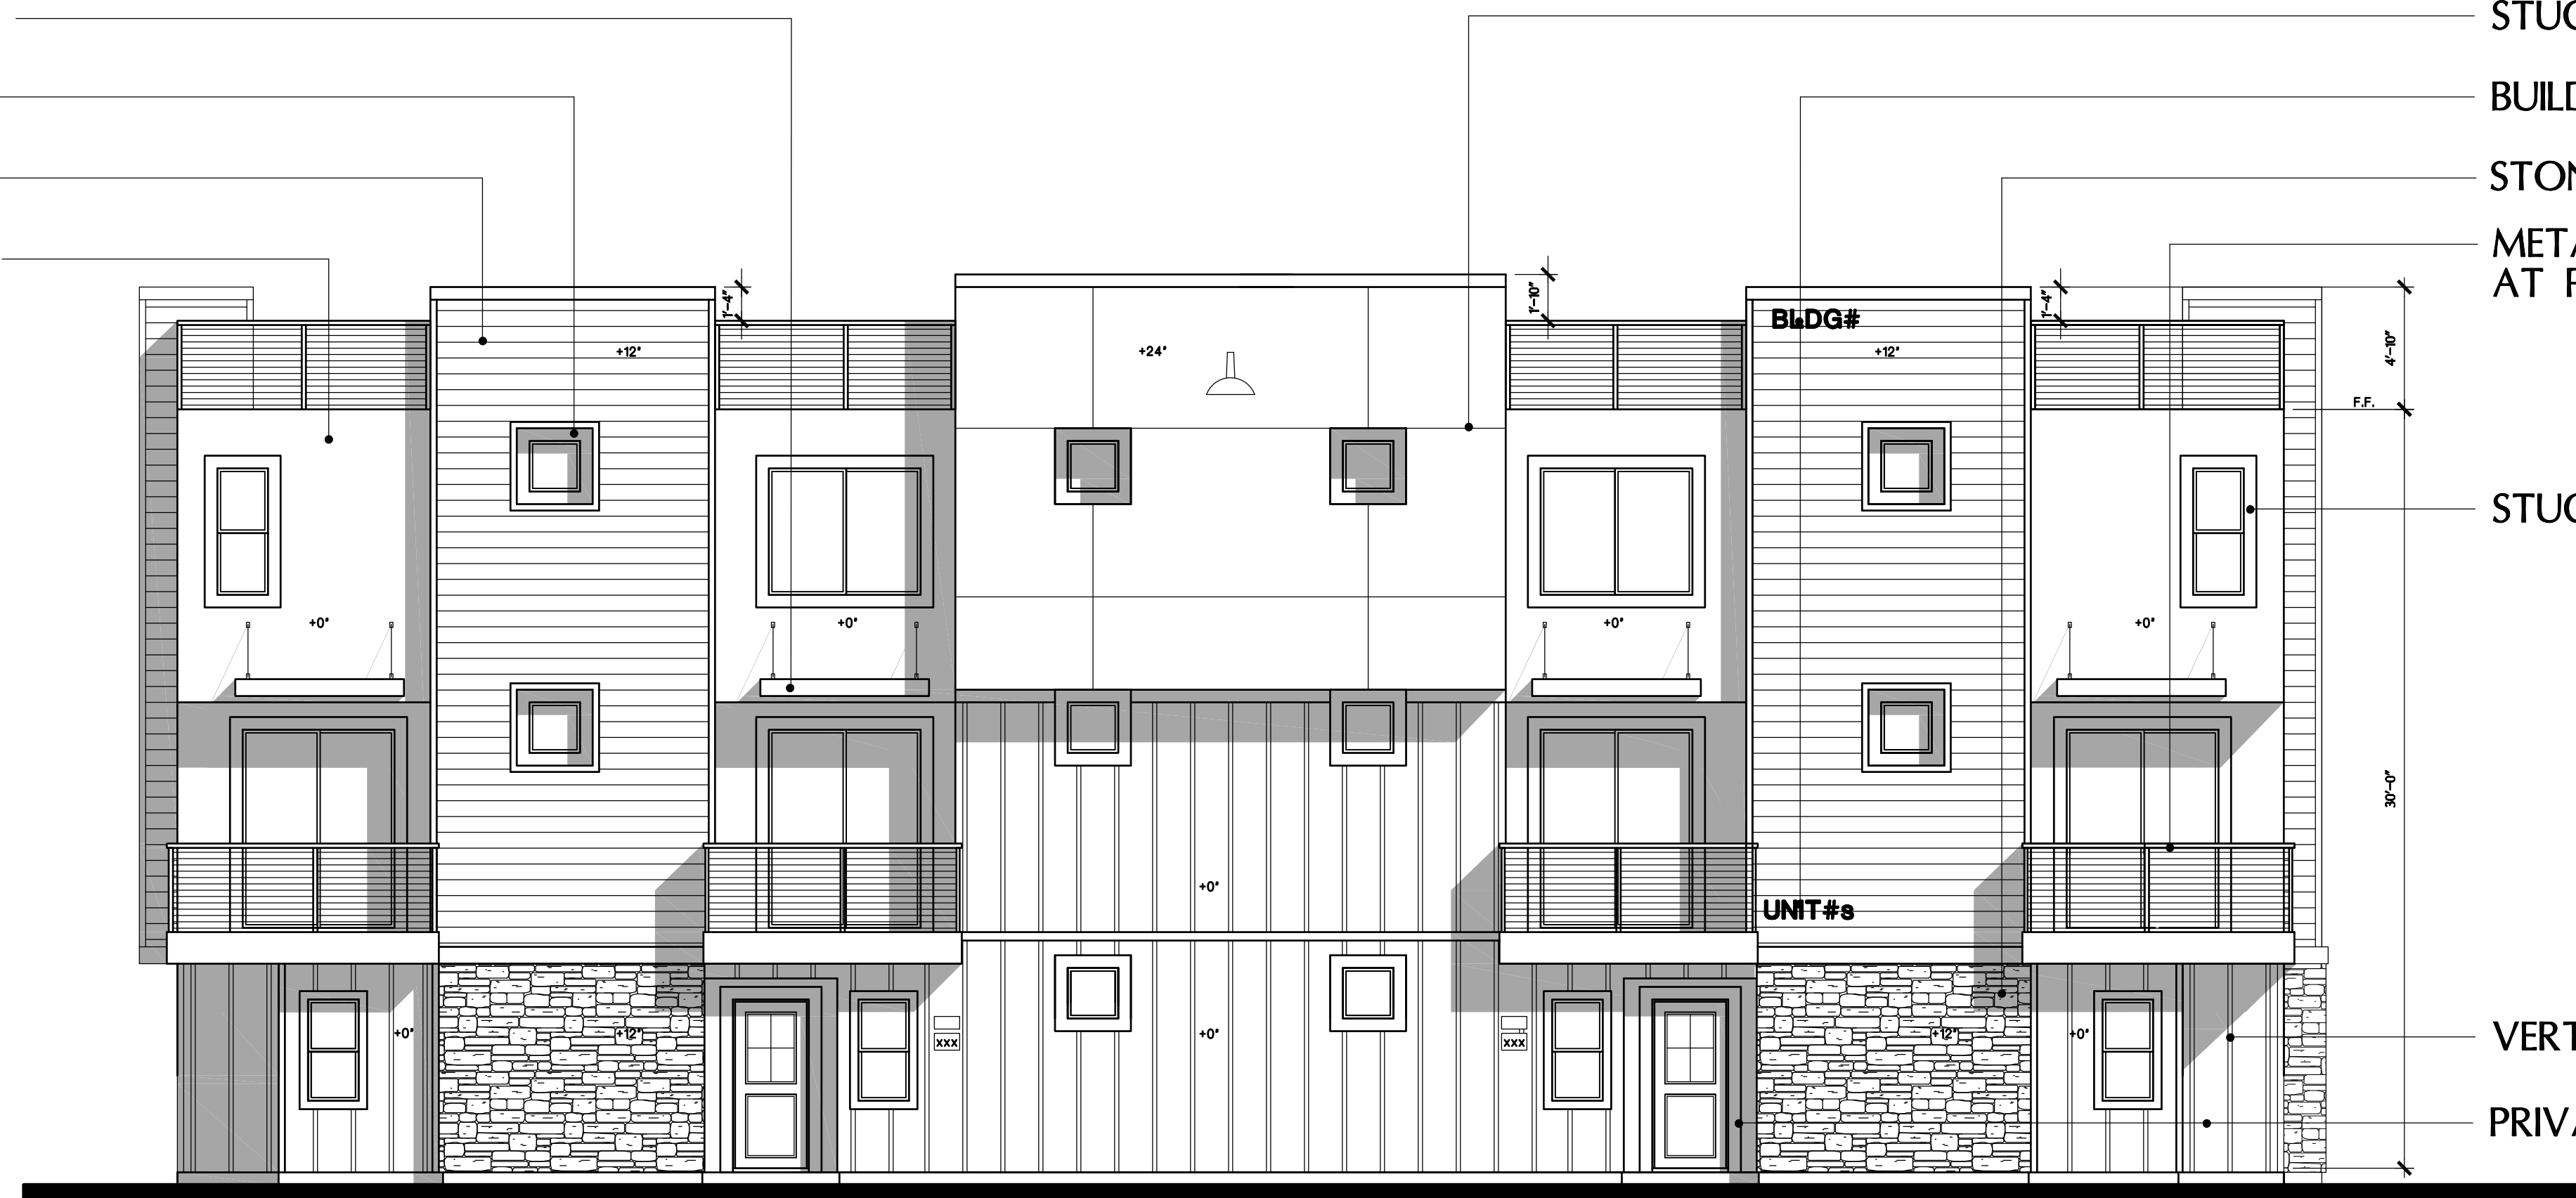 STUC
BUILD
STON
META
AT F
1'-4"
1'-10"
1'-4"
BLDG#
+12"
+24"
+12"
4'-10"
F.F.
STUC
+0"
+0"
+0"
+0"
30'-0"
+0"
UNIT#s
+0"
+12"
+0"
+12"
+0"
XXX
XXX
VERT
PRIVA